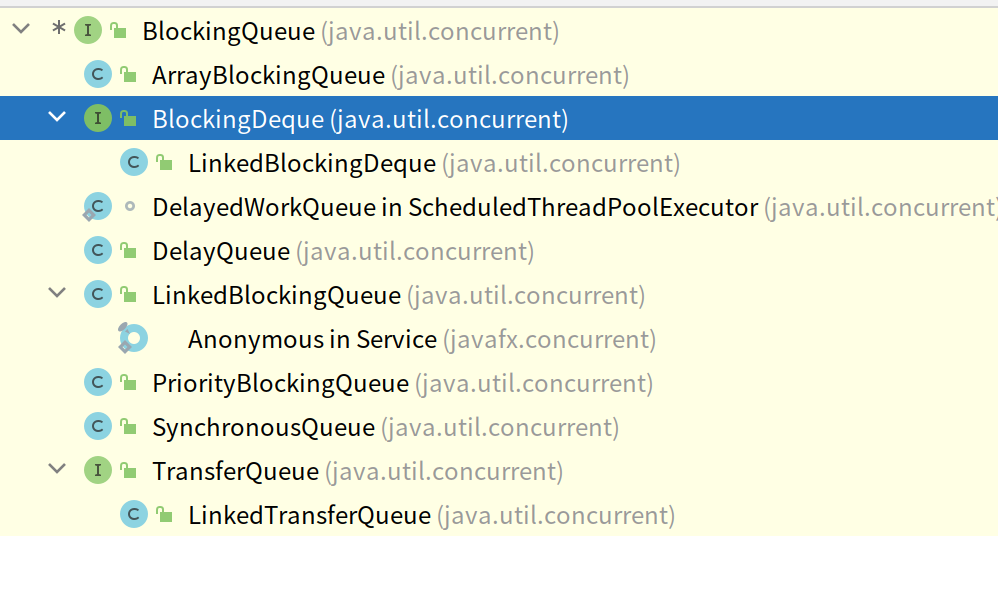 * I BlockingQueue (java.util.concurrent)
C ArrayBlockingQueue (java.util.concurrent)
I BlockingDeque (java.util.concurrent)
C LinkedBlockingDeque (java.util.concurrent)
C DelayedWorkQueue in ScheduledThreadPoolExecutor (java.util.concurrent)
C DelayQueue (java.util.concurrent)
C LinkedBlockingQueue (java.util.concurrent)
Anonymous in Service (javafx.concurrent)
C PriorityBlockingQueue (java.util.concurrent)
C SynchronousQueue (java.util.concurrent)
I TransferQueue (java.util.concurrent)
C LinkedTransferQueue (java.util.concurrent)